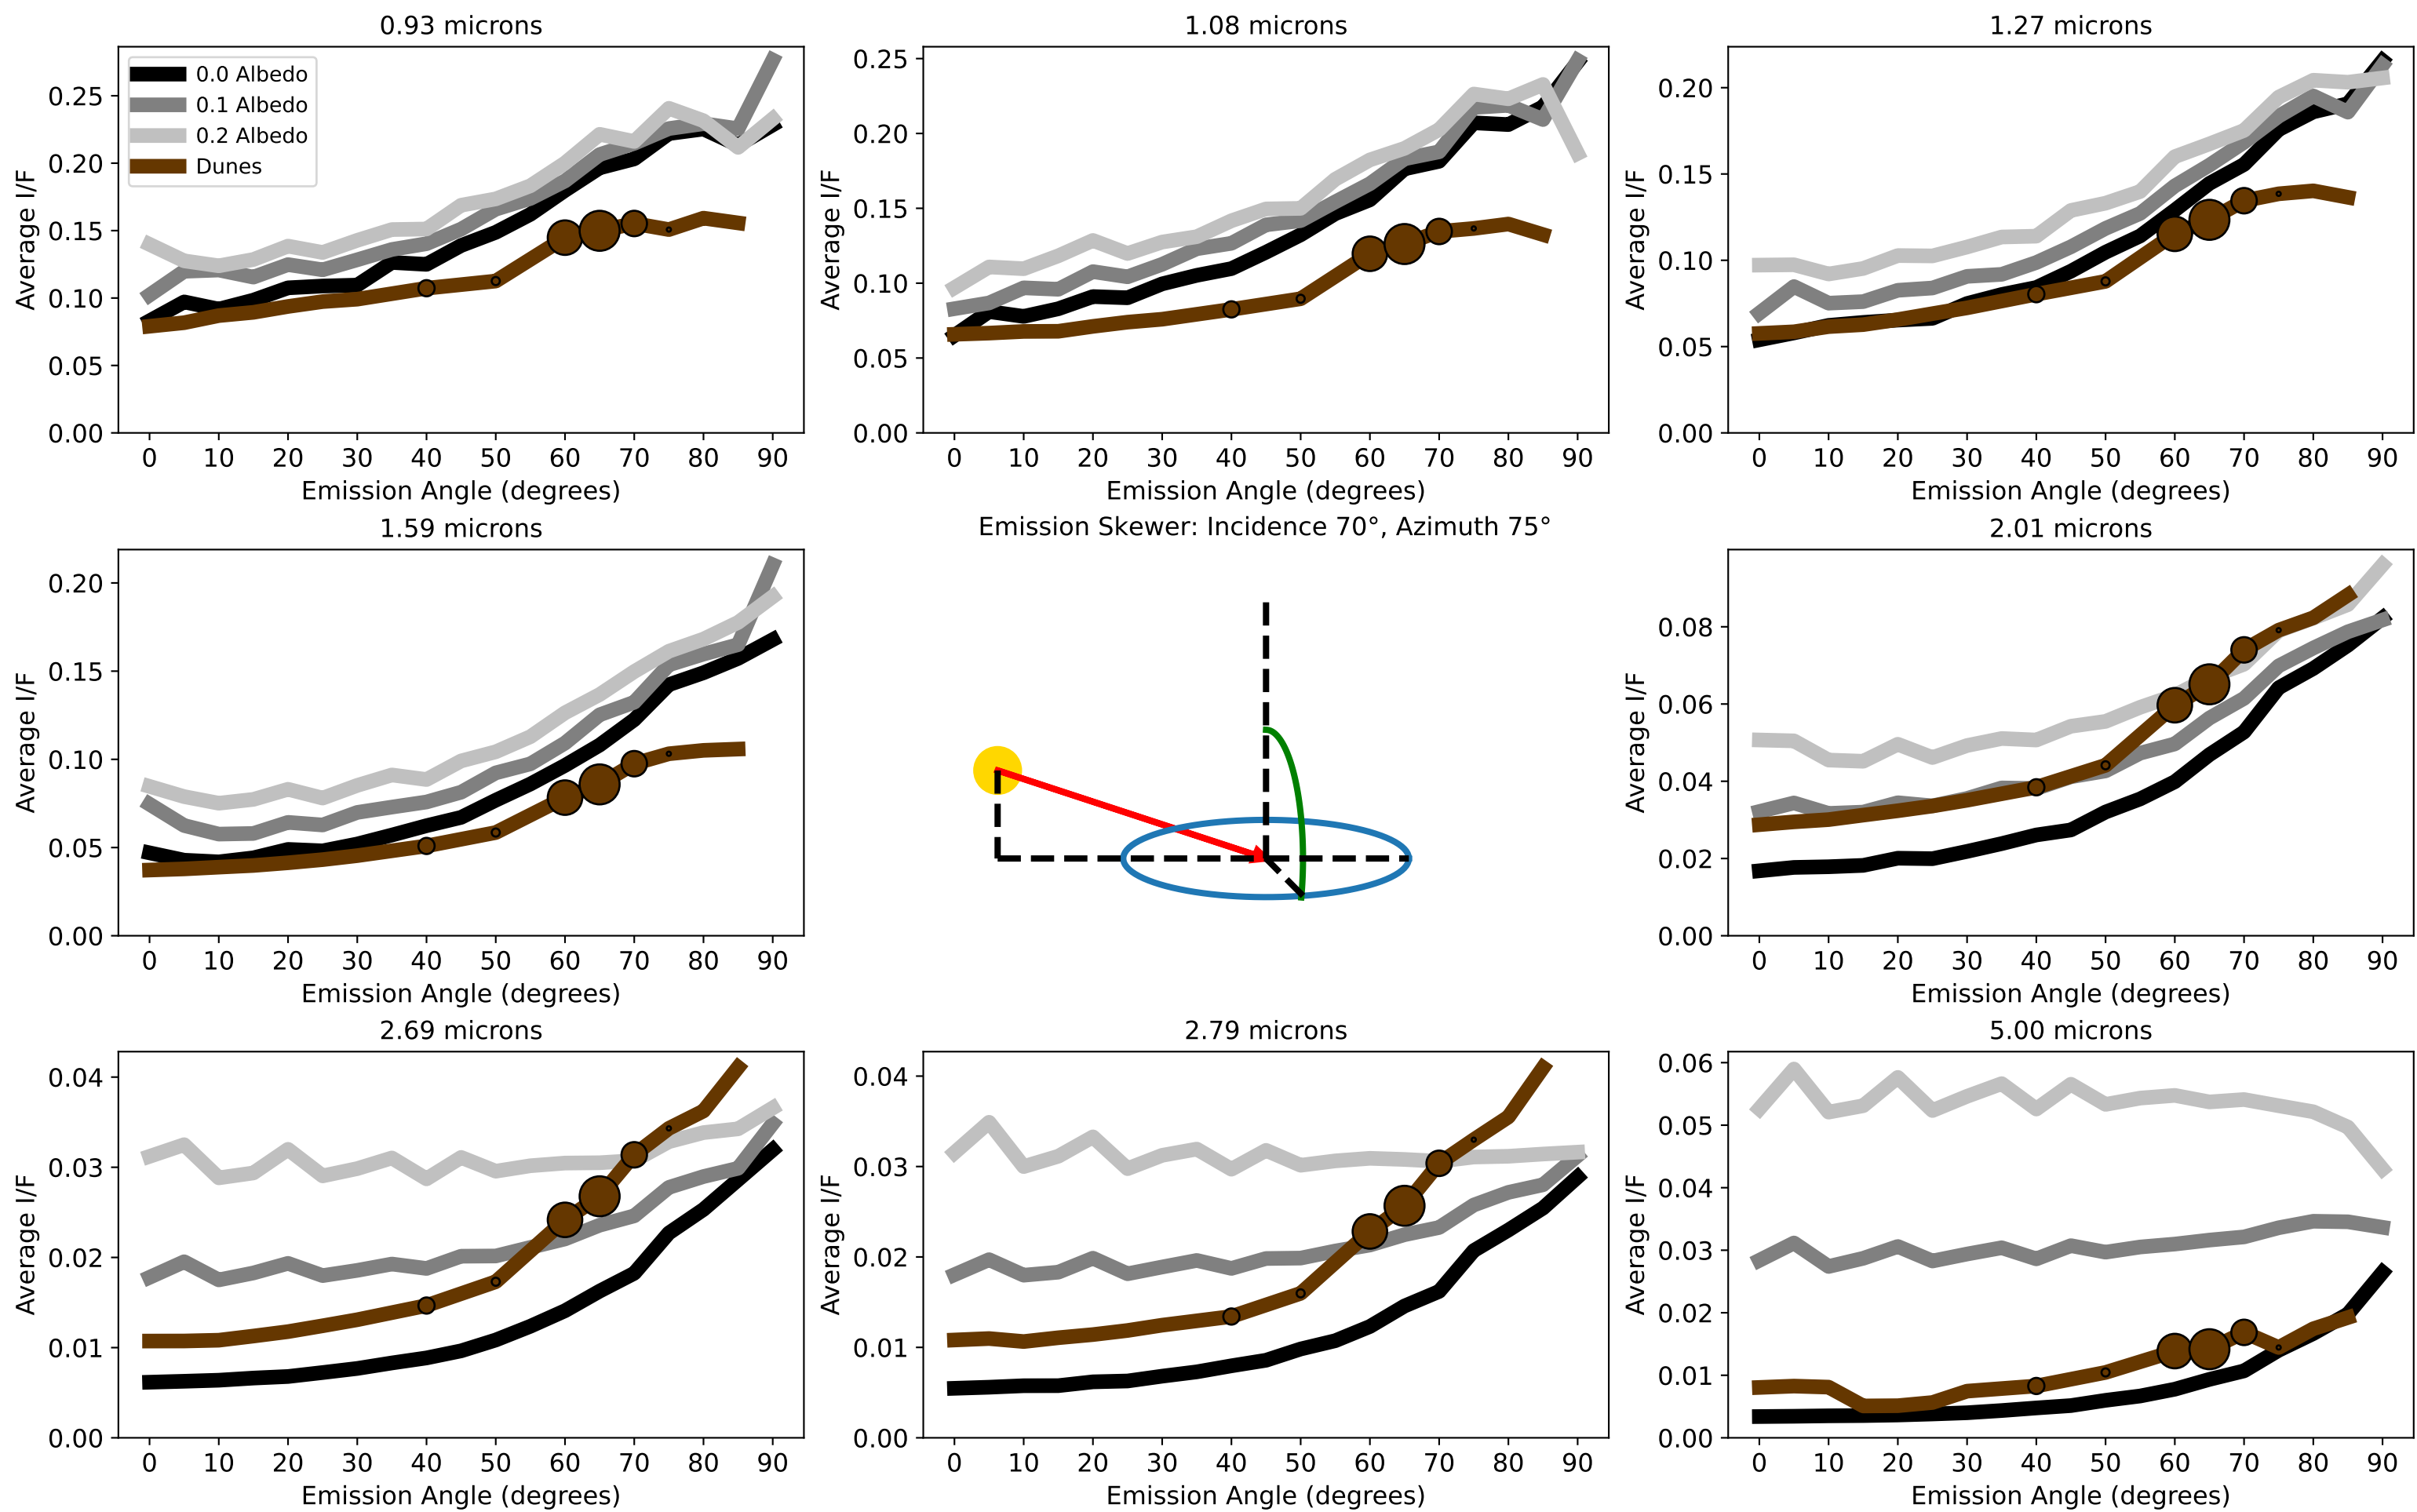 0.93 microns
0.25
0.20
0.15
0.10
0.05
0.00
Average I/F
0.0 Albedo
0.1 Albedo
0.2 Albedo
Dunes
0 10 20 30 40 50 60 70 80 90
Emission Angle (degrees)
1.08 microns
0.25
0.20
0.15
0.10
0.05
0.00
Average I/F
0 10 20 30 40 50 60 70 80 90
Emission Angle (degrees)
1.27 microns
0.20
0.15
0.10
0.05
0.00
Average I/F
0 10 20 30 40 50 60 70 80 90
Emission Angle (degrees)
1.59 microns
0.20
0.15
0.10
0.05
0.00
Average I/F
0 10 20 30 40 50 60 70 80 90
Emission Angle (degrees)
Emission Skewer: Incidence 70°, Azimuth 75°
2.01 microns
0.08
0.06
0.04
0.02
0.00
Average I/F
0 10 20 30 40 50 60 70 80 90
Emission Angle (degrees)
2.69 microns
0.04
0.03
0.02
0.01
0.00
Average I/F
0 10 20 30 40 50 60 70 80 90
Emission Angle (degrees)
2.79 microns
0.04
0.03
0.02
0.01
0.00
Average I/F
0 10 20 30 40 50 60 70 80 90
Emission Angle (degrees)
5.00 microns
0.06
0.05
0.04
0.03
0.02
0.01
0.00
Average I/F
0 10 20 30 40 50 60 70 80 90
Emission Angle (degrees)